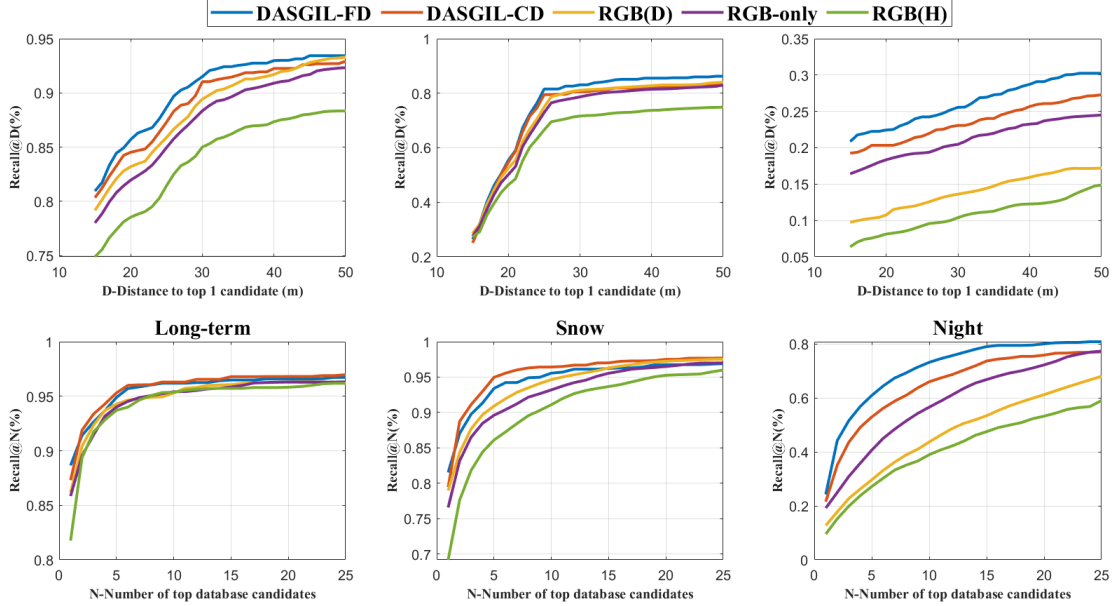 DASGIL-FD DASGIL-CD RGB(D) RGB-only RGB(H)
0.95 0.9 0.85 0.8 0.75
Recall@D(%)
10 20 30 40 50
D-Distance to top 1 candidate (m)
1 0.8 0.6 0.4 0.2
Recall@D(%)
10 20 30 40 50
D-Distance to top 1 candidate (m)
0.35 0.3 0.25 0.2 0.15 0.1 0.05
Recall@D(%)
10 20 30 40 50
D-Distance to top 1 candidate (m)
Long-term
1 0.95 0.9 0.85 0.8
Recall@N(%)
0 5 10 15 20 25
N-Number of top database candidates
Snow
1 0.95 0.9 0.85 0.8 0.75 0.7
Recall@N(%)
0 5 10 15 20 25
N-Number of top database candidates
Night
0.8 0.6 0.4 0.2 0
Recall@N(%)
0 5 10 15 20 25
N-Number of top database candidates